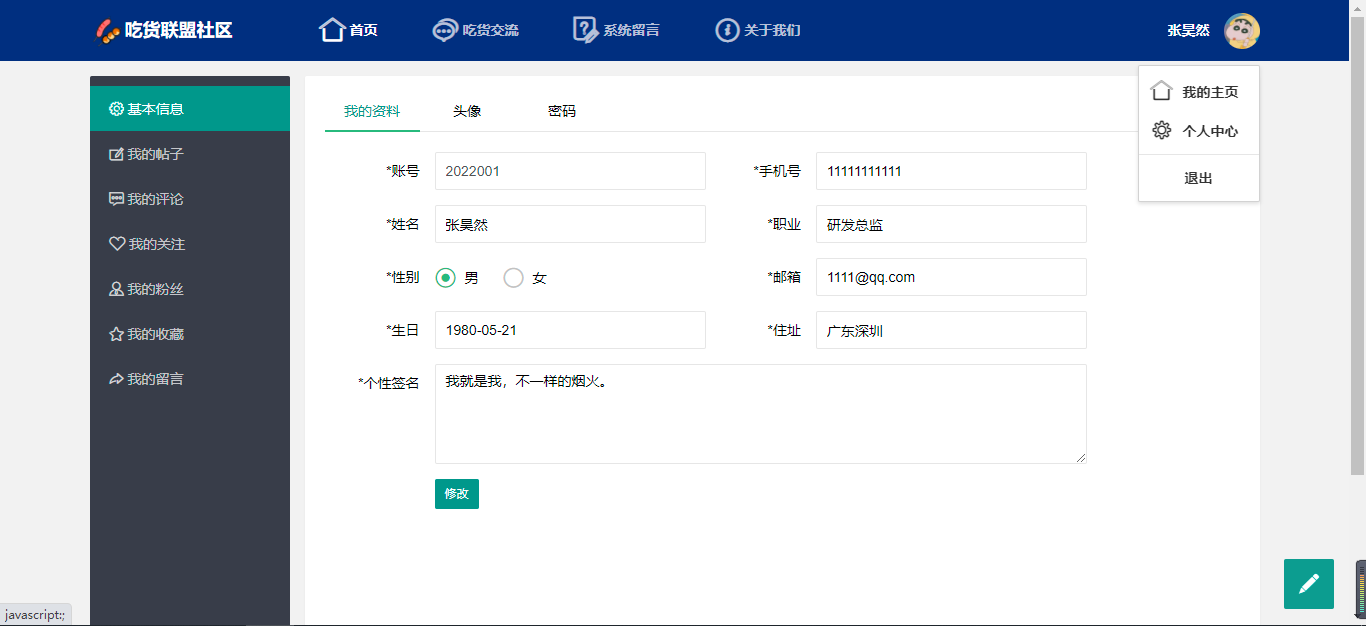 吃货联盟社区 首页 吃货交流 系统留言 关于我们 张昊然
我的主页
个人中心
退出
基本信息
我的帖子
我的评论
我的关注
我的粉丝
我的收藏
我的留言
我的资料 头像 密码
*账号 2022001 *手机号 11111111111
*姓名 张昊然 *职业 研发总监
*性别 男 女 *邮箱 1111@qq.com
*生日 1980-05-21 *住址 广东深圳
*个性签名 我就是我，不一样的烟火。
修改
javascript:;